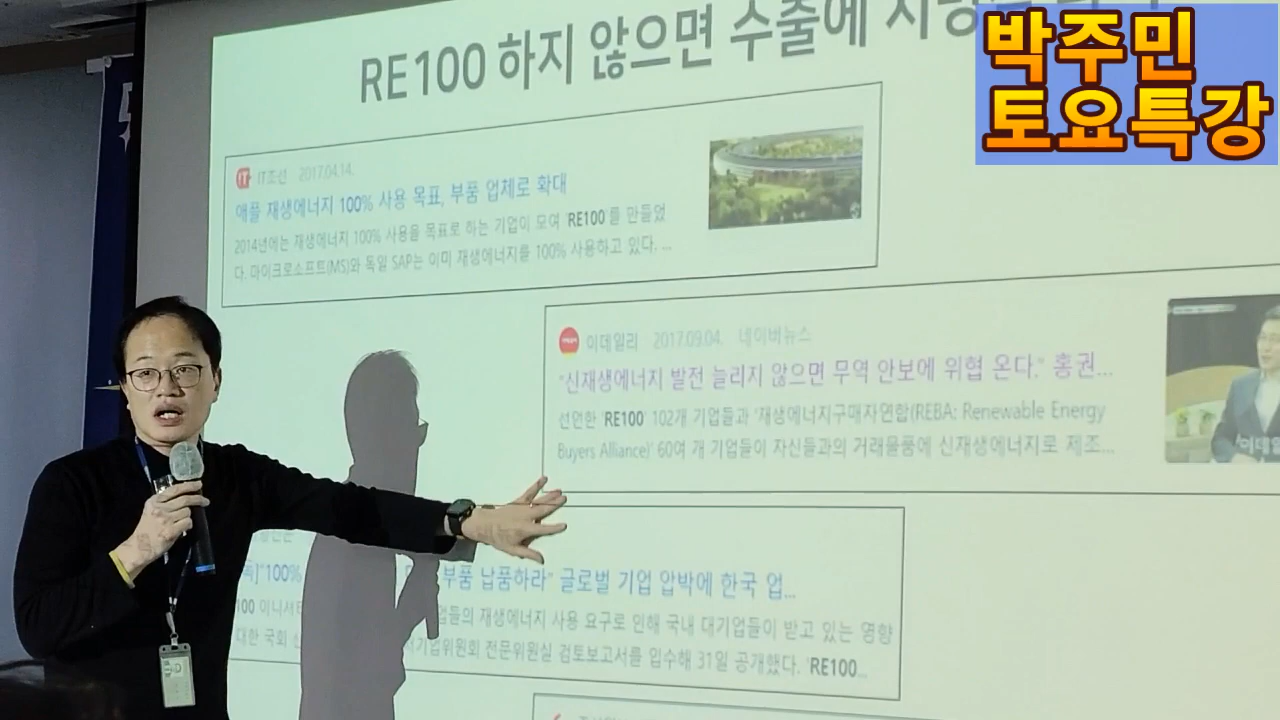 박주민
토요특강
RE100 하지 않으면 수출에
IT IT조선 2017.04.14.
애플 재생에너지 100% 사용 목표, 부품 업체로 확대
2014년에는 재생에너지 100% 사용을 목표로 하는 기업이 모여 'RE100'를 만들었
다. 마이크로소프트(MS)와 독일 SAP는 이미 재생에너지를 100% 사용하고 있다. ...
이데일리 2017.09.04. 네이버뉴스
"신재생에너지 발전 늘리지 않으면 무역 안보에 위협 온다." 홍권...
선언한 'RE100' 102개 기업들과 '재생에너지구매자연합(REBA: Renewable Energy
Buyers Alliance)' 60여 개 기업들이 자신들과의 거래물품에 신재생에너지로 제조...
"100% 부품 납품하라" 글로벌 기업 압박에 한국 업...
100 이니셔 업들의 재생에너지 사용 요구로 인해 국내 대기업들이 받고 있는 영향
대한 국회 기업위원회 전문위원실 검토보고서를 입수해 31일 공개했다. 'RE100...